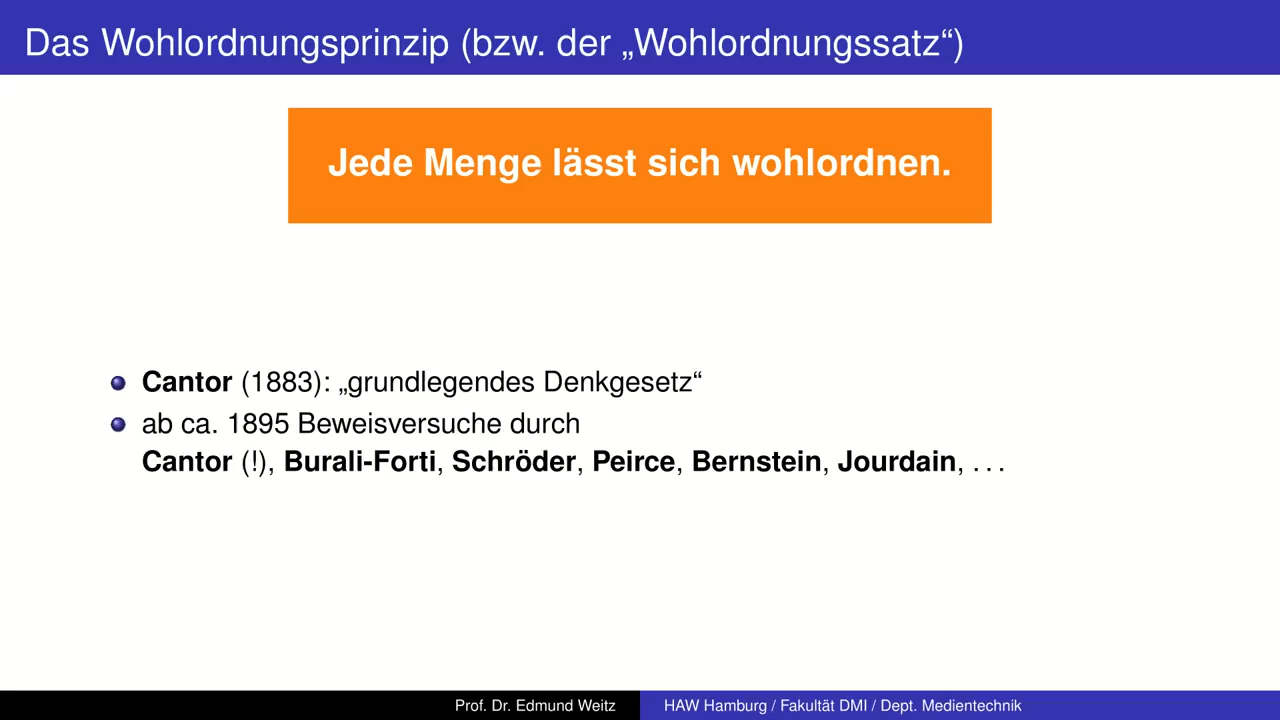 Das Wohlordnungsprinzip (bzw. der „Wohlordnungssatz“)
Jede Menge lässt sich wohlordnen.
Cantor (1883): „grundlegendes Denkgesetz“
ab ca. 1895 Beweisversuche durch
Cantor (!), Burali-Forti, Schröder, Peirce, Bernstein, Jourdain, . . .
Prof. Dr. Edmund Weitz
HAW Hamburg / Fakultät DMI / Dept. Medientechnik